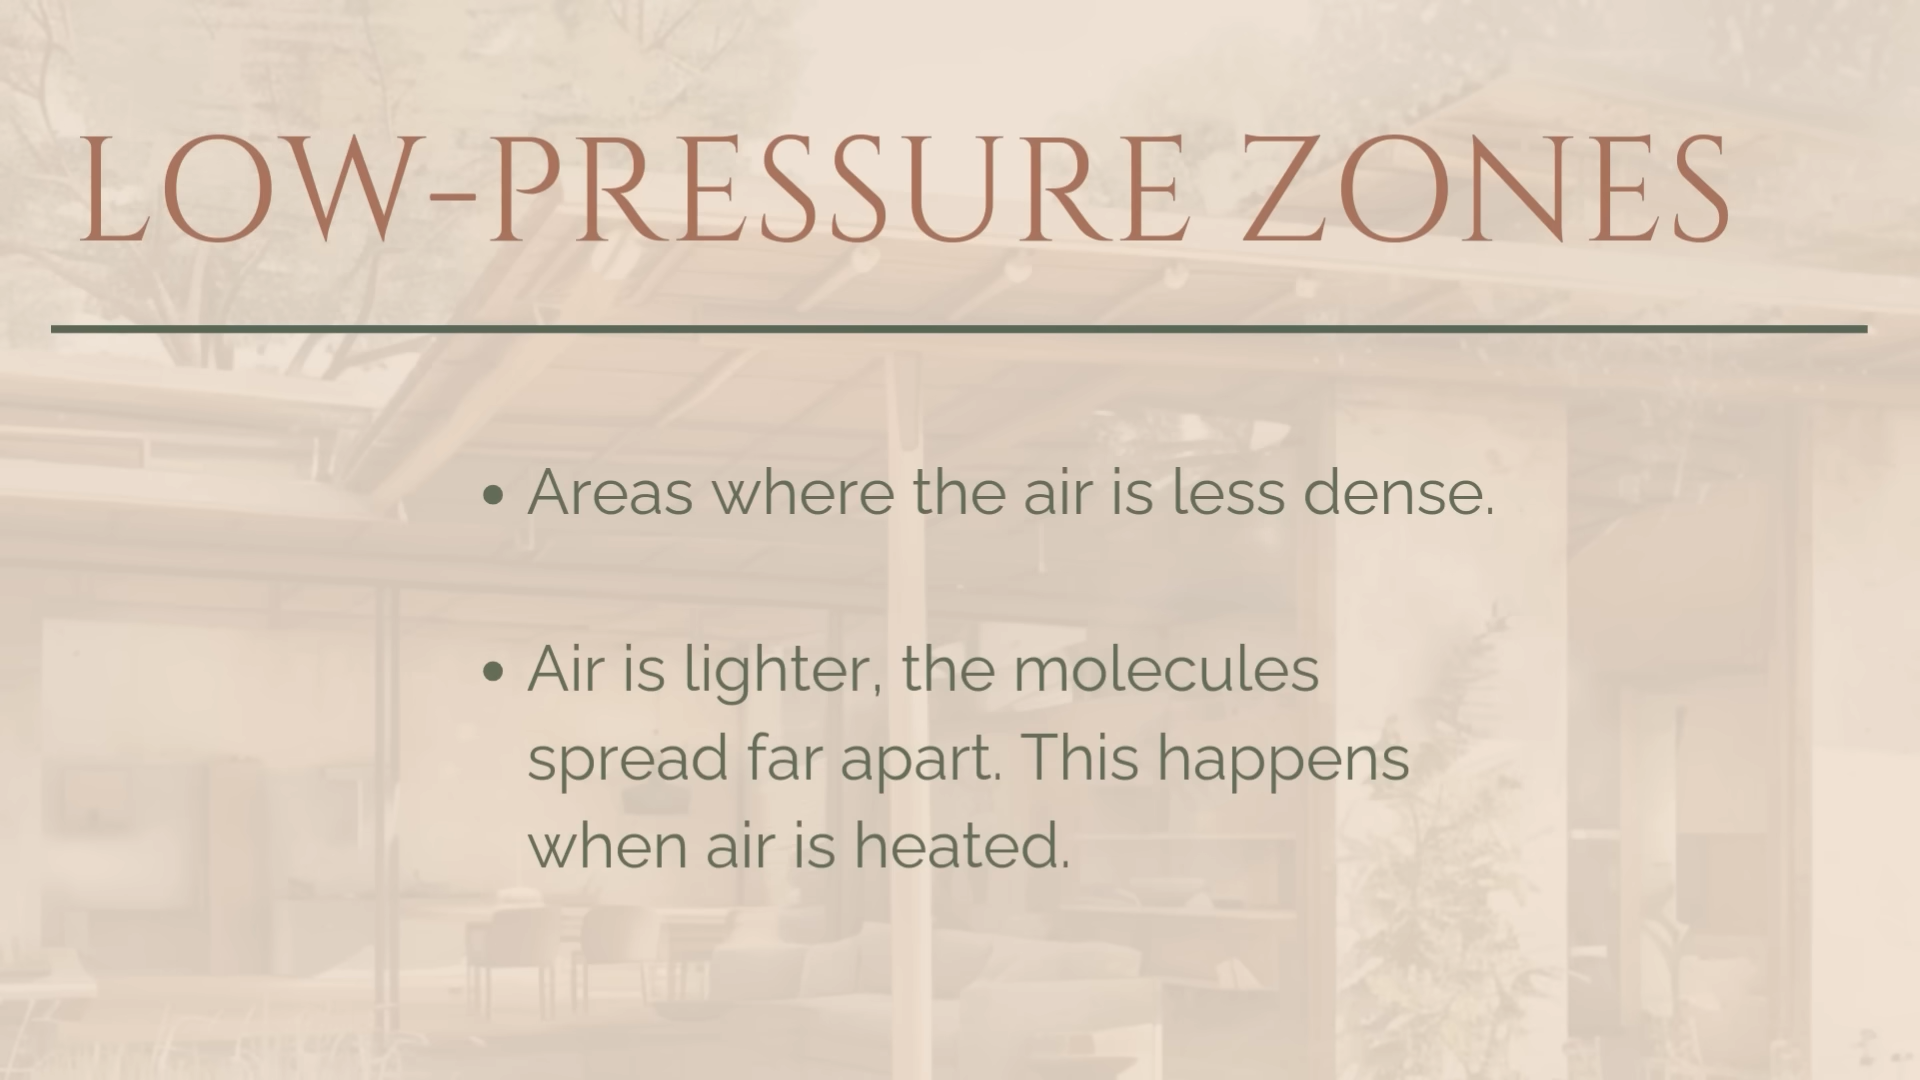 LOW-PRESSURE ZONES
• Areas where the air is less dense.
• Air is lighter, the molecules
spread far apart. This happens
when air is heated.